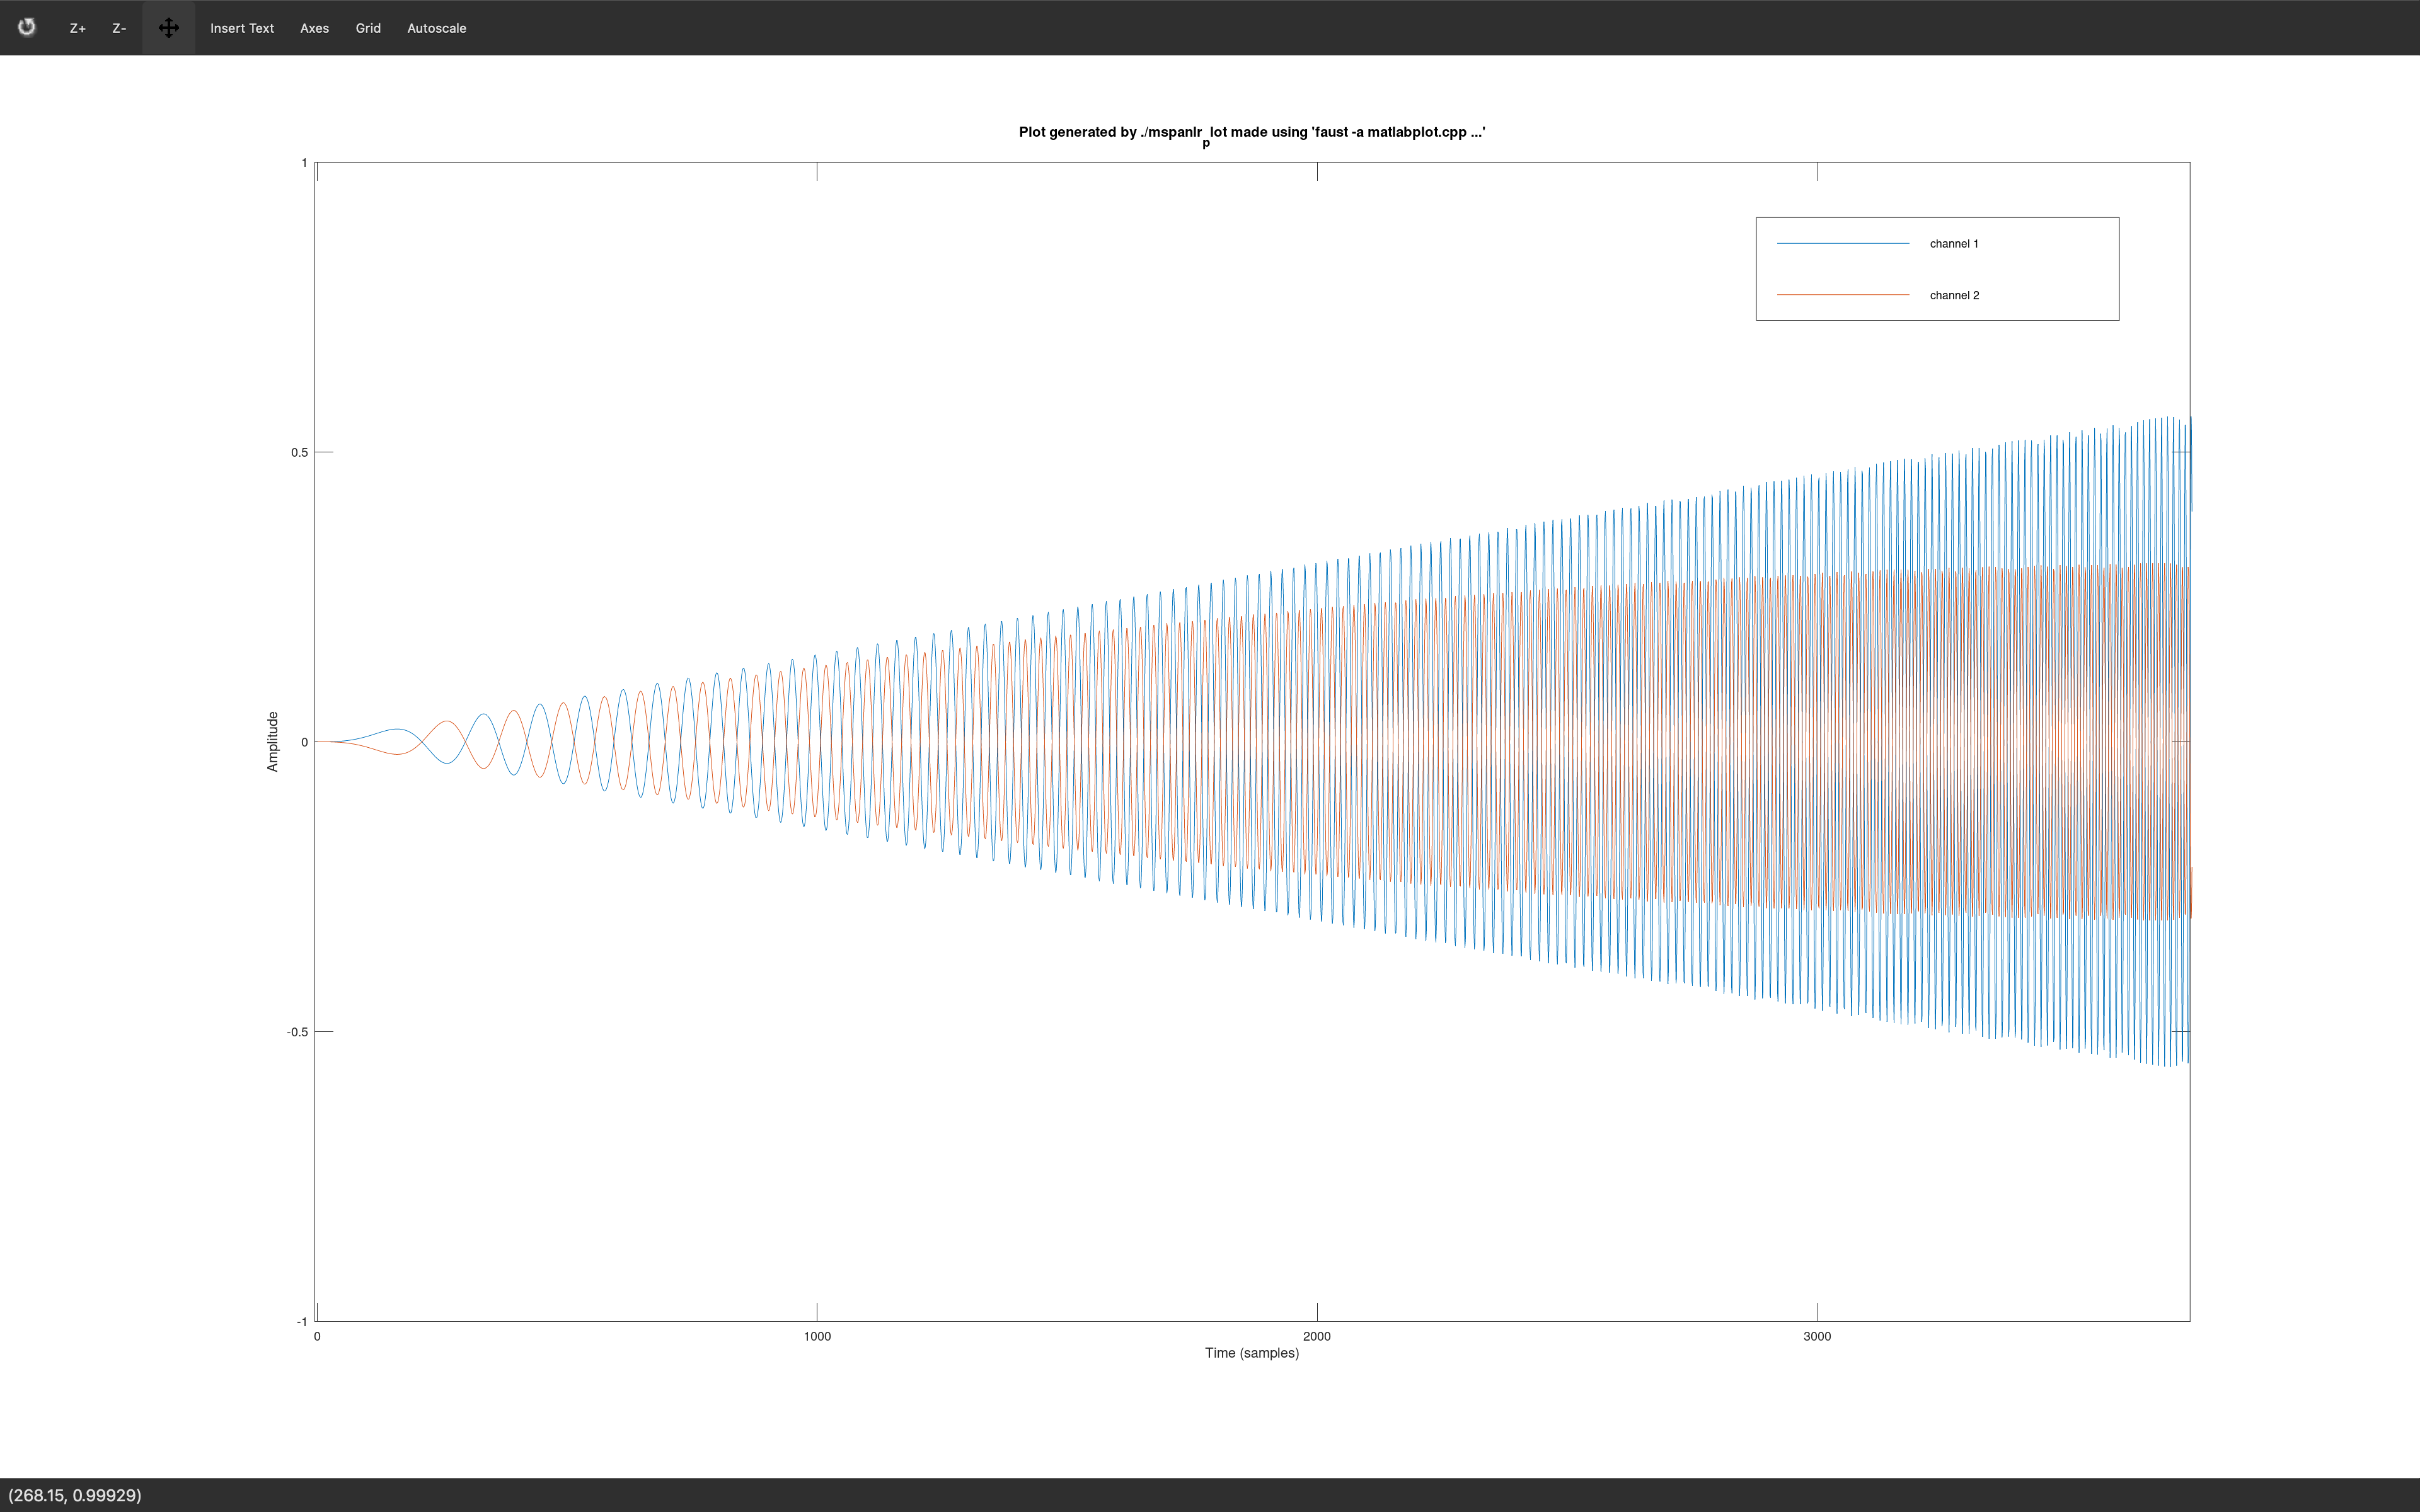 Z+ Z- Insert Text Axes Grid Autoscale
Plot generated by ./mspanlr_lot made using 'faust -a matlabplot.cpp ...'
p
1
channel 1
channel 2
0.5
Amplitude
0
-0.5
-1
0 1000 2000 3000
Time (samples)
(268.15, 0.99929)